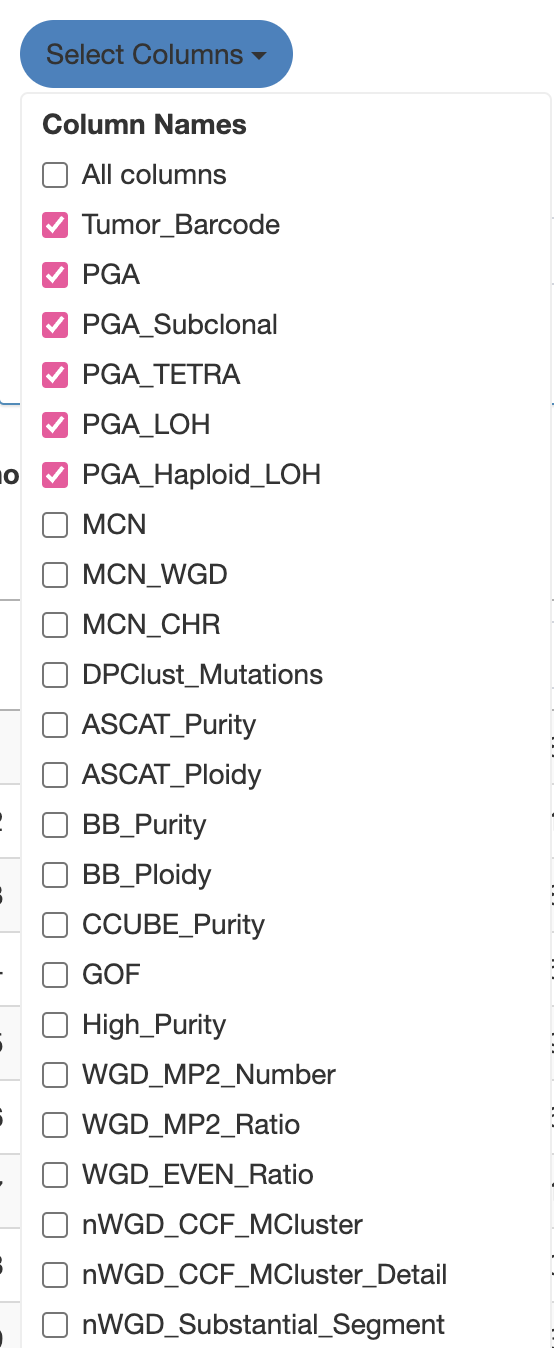 Select Columns
Column Names
All columns
Tumor_Barcode
PGA
PGA_Subclonal
PGA_TETRA
PGA_LOH
PGA_Haploid_LOH
MCN
MCN_WGD
MCN_CHR
DPClust_Mutations
ASCAT_Purity
ASCAT_Ploidy
BB_Purity
BB_Ploidy
CCUBE_Purity
GOF
High_Purity
WGD_MP2_Number
WGD_MP2_Ratio
WGD_EVEN_Ratio
nWGD_CCF_MCluster
nWGD_CCF_MCluster_Detail
nWGD_Substantial_Segment